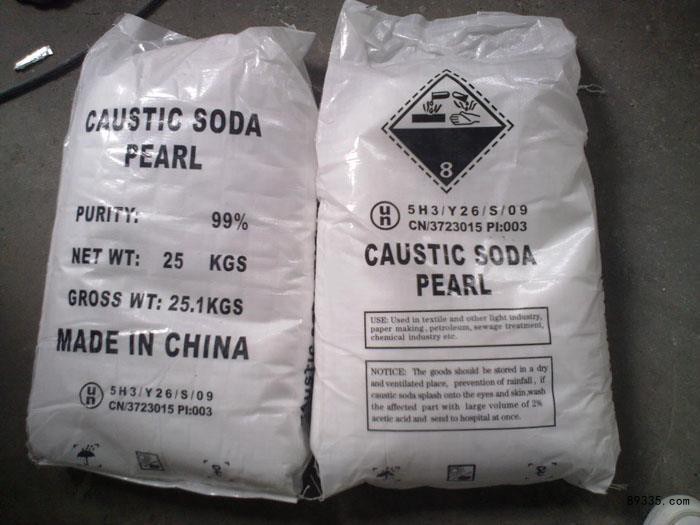 CAUSTIC SODA
PEARL
PURITY: 99%
NET WT: 25 KGS
GROSS WT: 25.1KGS
MADE IN CHINA
un
5H3/Y26/S/09
CN/3723015 PI:003
8
un
5H3/Y26/S/09
CN/3723015 PI:003
CAUSTIC SODA
PEARL
USE: Used in textile and other light industry,
paper making, petroleum, sewage treatment,
chemical industry etc.
NOTICE: The goods should be stored in a dry
and ventilated place, prevention of rainfall, if
caustic soda splash onto the eyes and skin,wash
the affected part with large volume of 2%
acetic acid and send to hospital at once.
89335.com